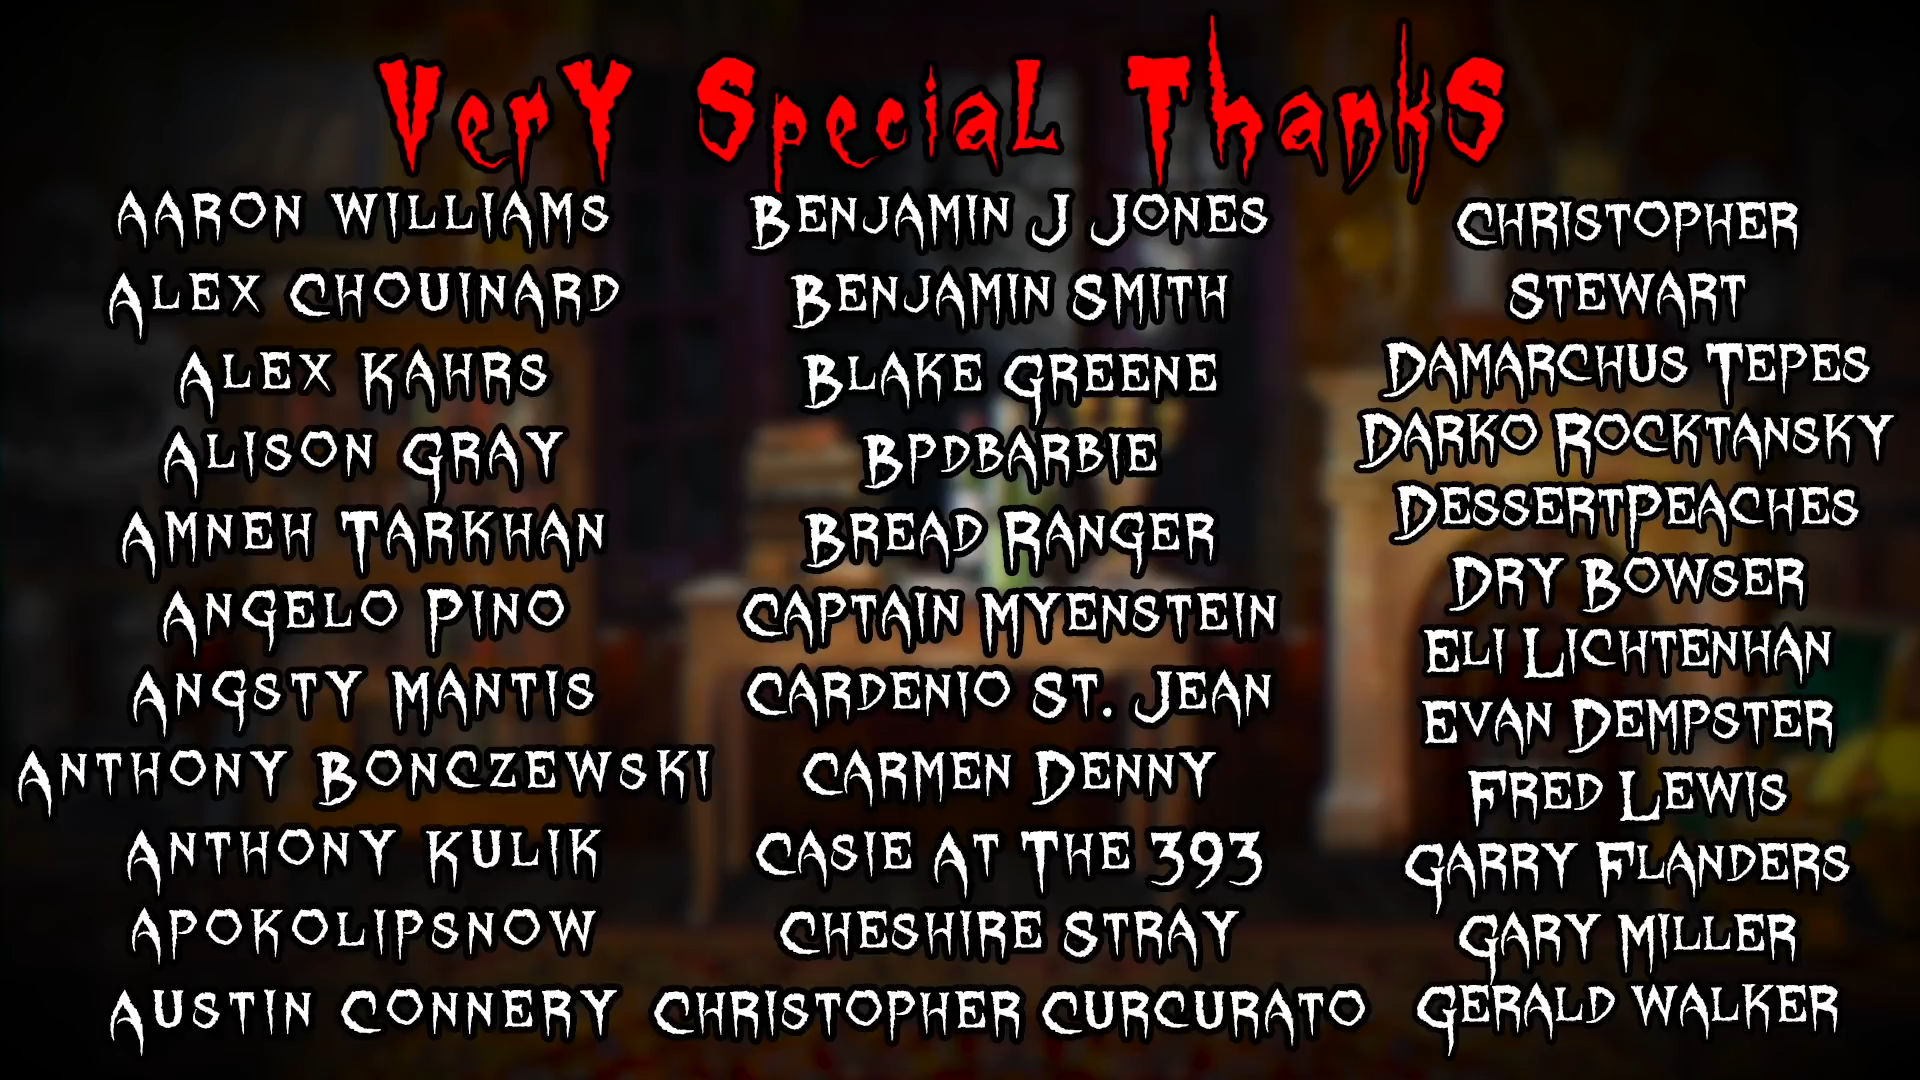 Very Special Thanks
Aaron Williams
Alex Chouinard
Alex Kahrs
Alison Gray
Amneh Tarkhan
Angelo Pino
Angsty Mantis
Anthony Bonczewski
Anthony Kulik
apokolipsnow
Austin Connery
Benjamin J Jones
Benjamin Smith
Blake Greene
Bpdbarbie
Bread Ranger
Captain Myenstein
Cardenio St. Jean
Carmen Denny
Casie At The 393
Cheshire Stray
Christopher Curcurato
Christopher
Stewart
Damarchus Tepes
Darko Rocktansky
DessertPeaches
Dry Bowser
Eli Lichtenhan
Evan Dempster
Fred Lewis
Garry Flanders
Gary Miller
Gerald Walker